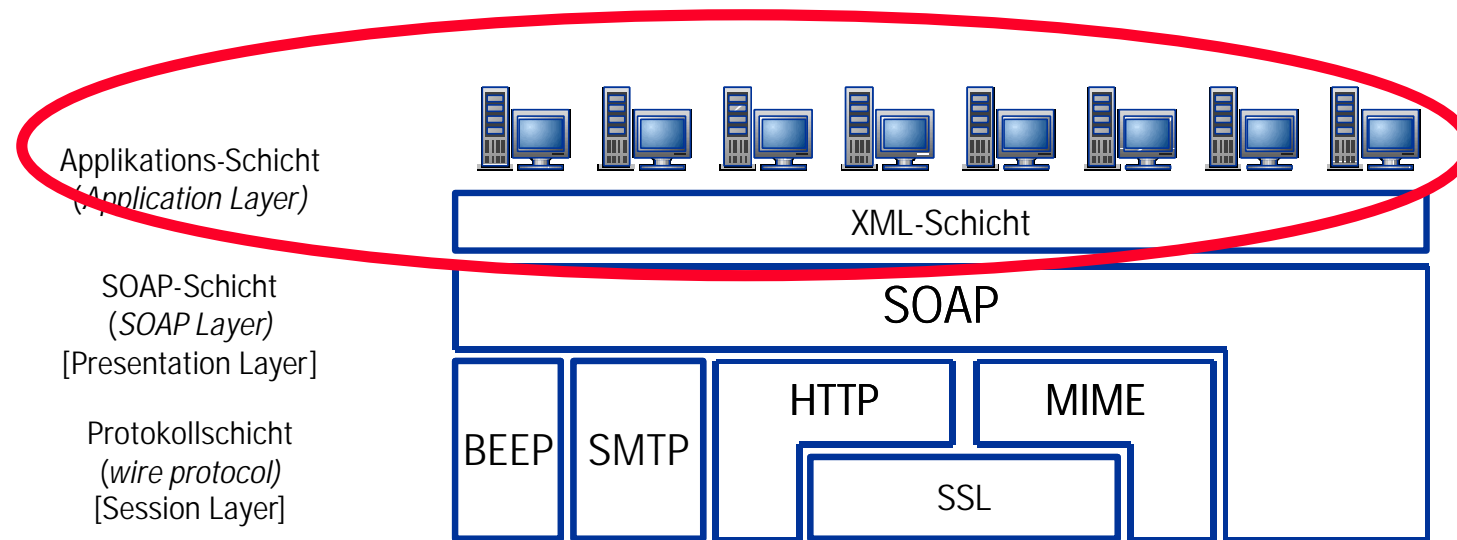 Applikations-Schicht
(Application Layer)
XML-Schicht
SOAP-Schicht
(SOAP Layer)
[Presentation Layer]
SOAP
Protokollschicht
(wire protocol)
[Session Layer]
BEEP
SMTP
HTTP
MIME
SSL